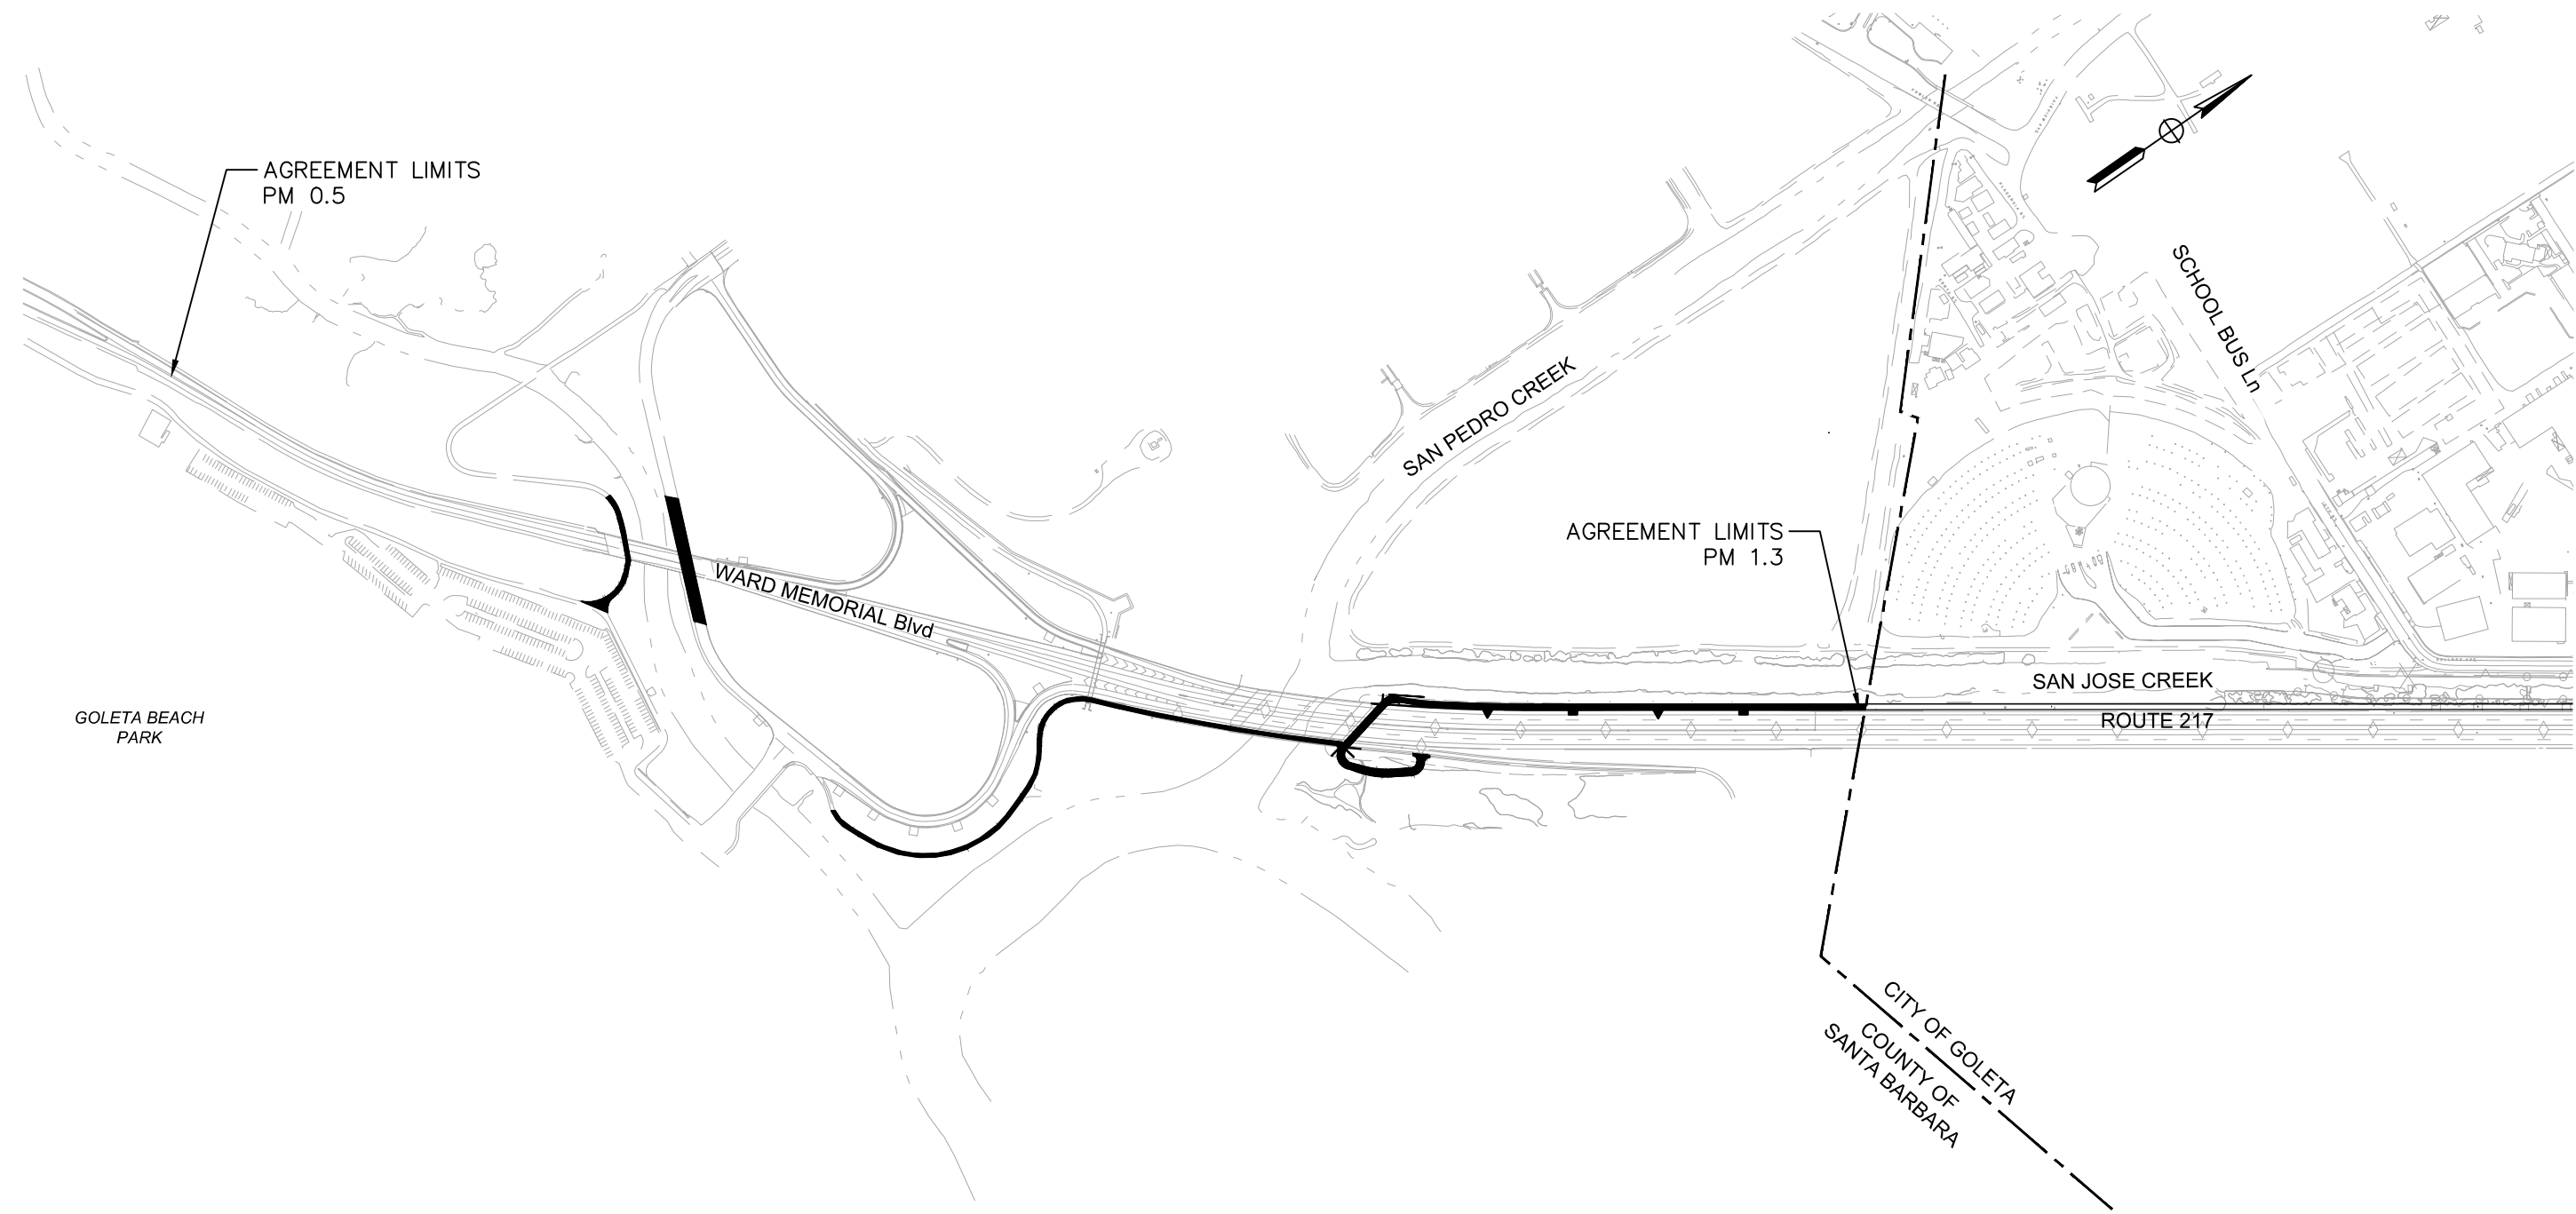 AGREEMENT LIMITS
PM 0.5
SCHOOL BUS Ln
SAN PEDRO CREEK
AGREEMENT LIMITS
PM 1.3
WARD MEMORIAL Blvd
SAN JOSE CREEK
ROUTE 217
GOLETA BEACH
PARK
CITY OF GOLETA
COUNTY OF
SANTA BARBARA